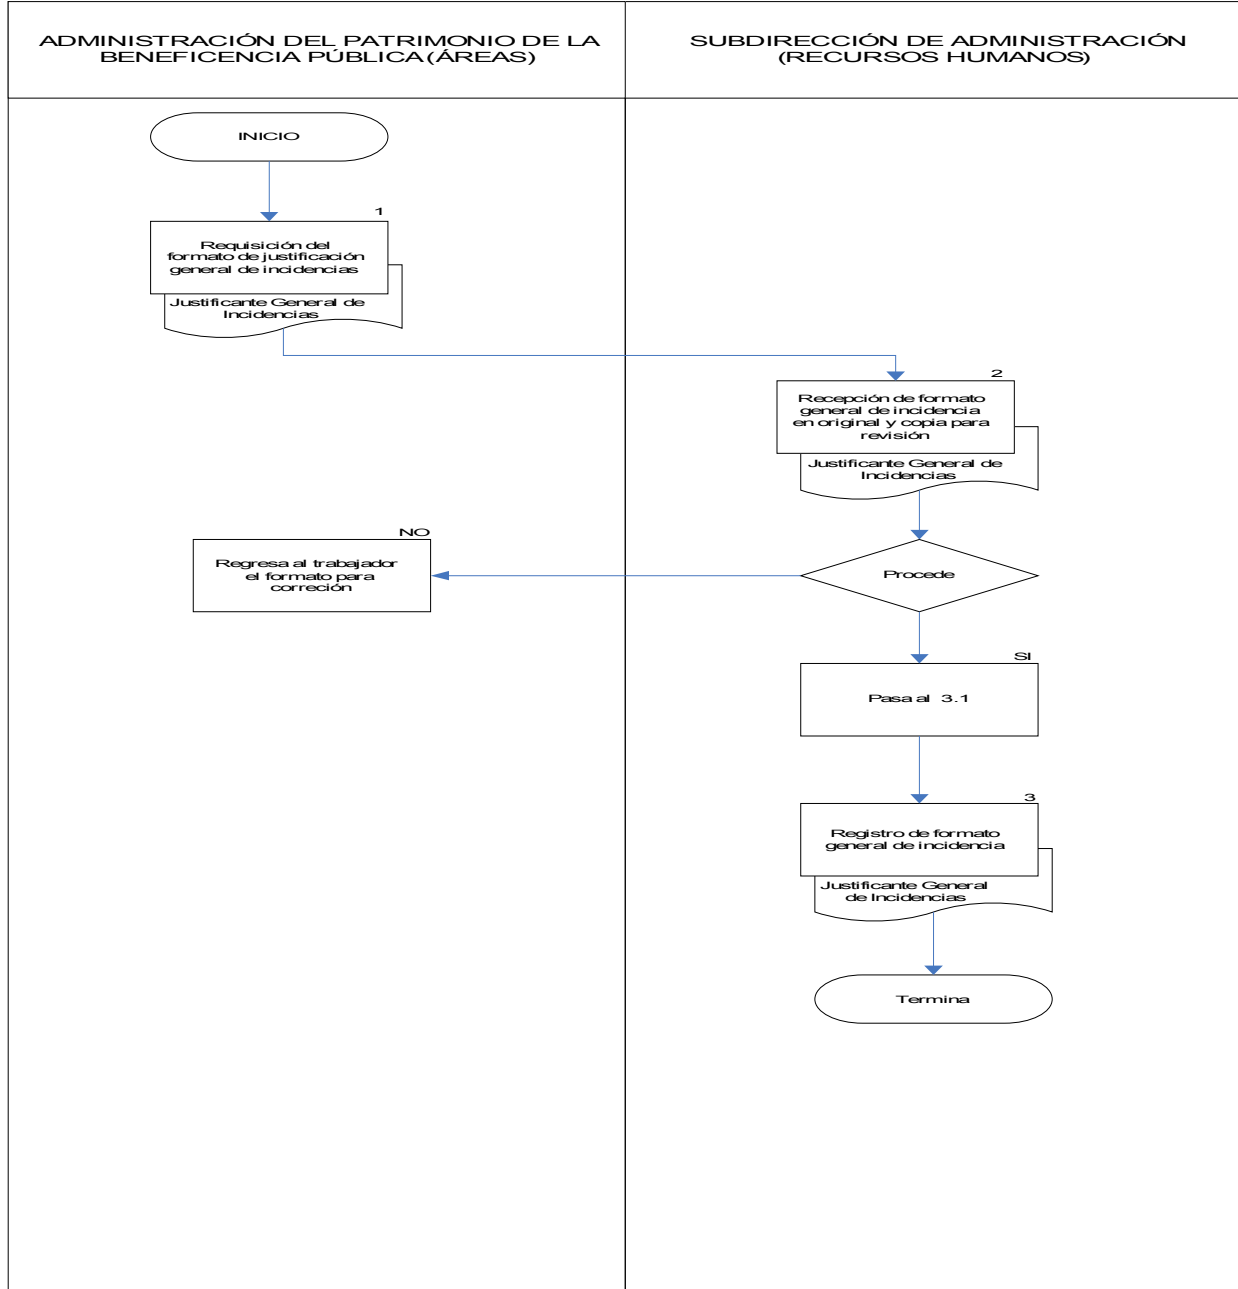 ADMINISTRACIÓN DEL PATRIMONIO DE LA
BENEFICENCIA PÚBLICA (ÁREAS)
SUBDIRECCIÓN DE ADMINISTRACIÓN
(RECURSOS HUMANOS)
INICIO
1
Requisición del
formato de justificación
general de incidencias
Justificante General de
Incidencias
2
Recepción de formato
general de incidencia
en original y copia para
revisión
Justificante General de
Incidencias
Procede
NO
Regresa al trabajador
el formato para
correción
SI
Pasa al 3.1
3
Registro de formato
general de incidencia
Justificante General
de Incidencias
Termina